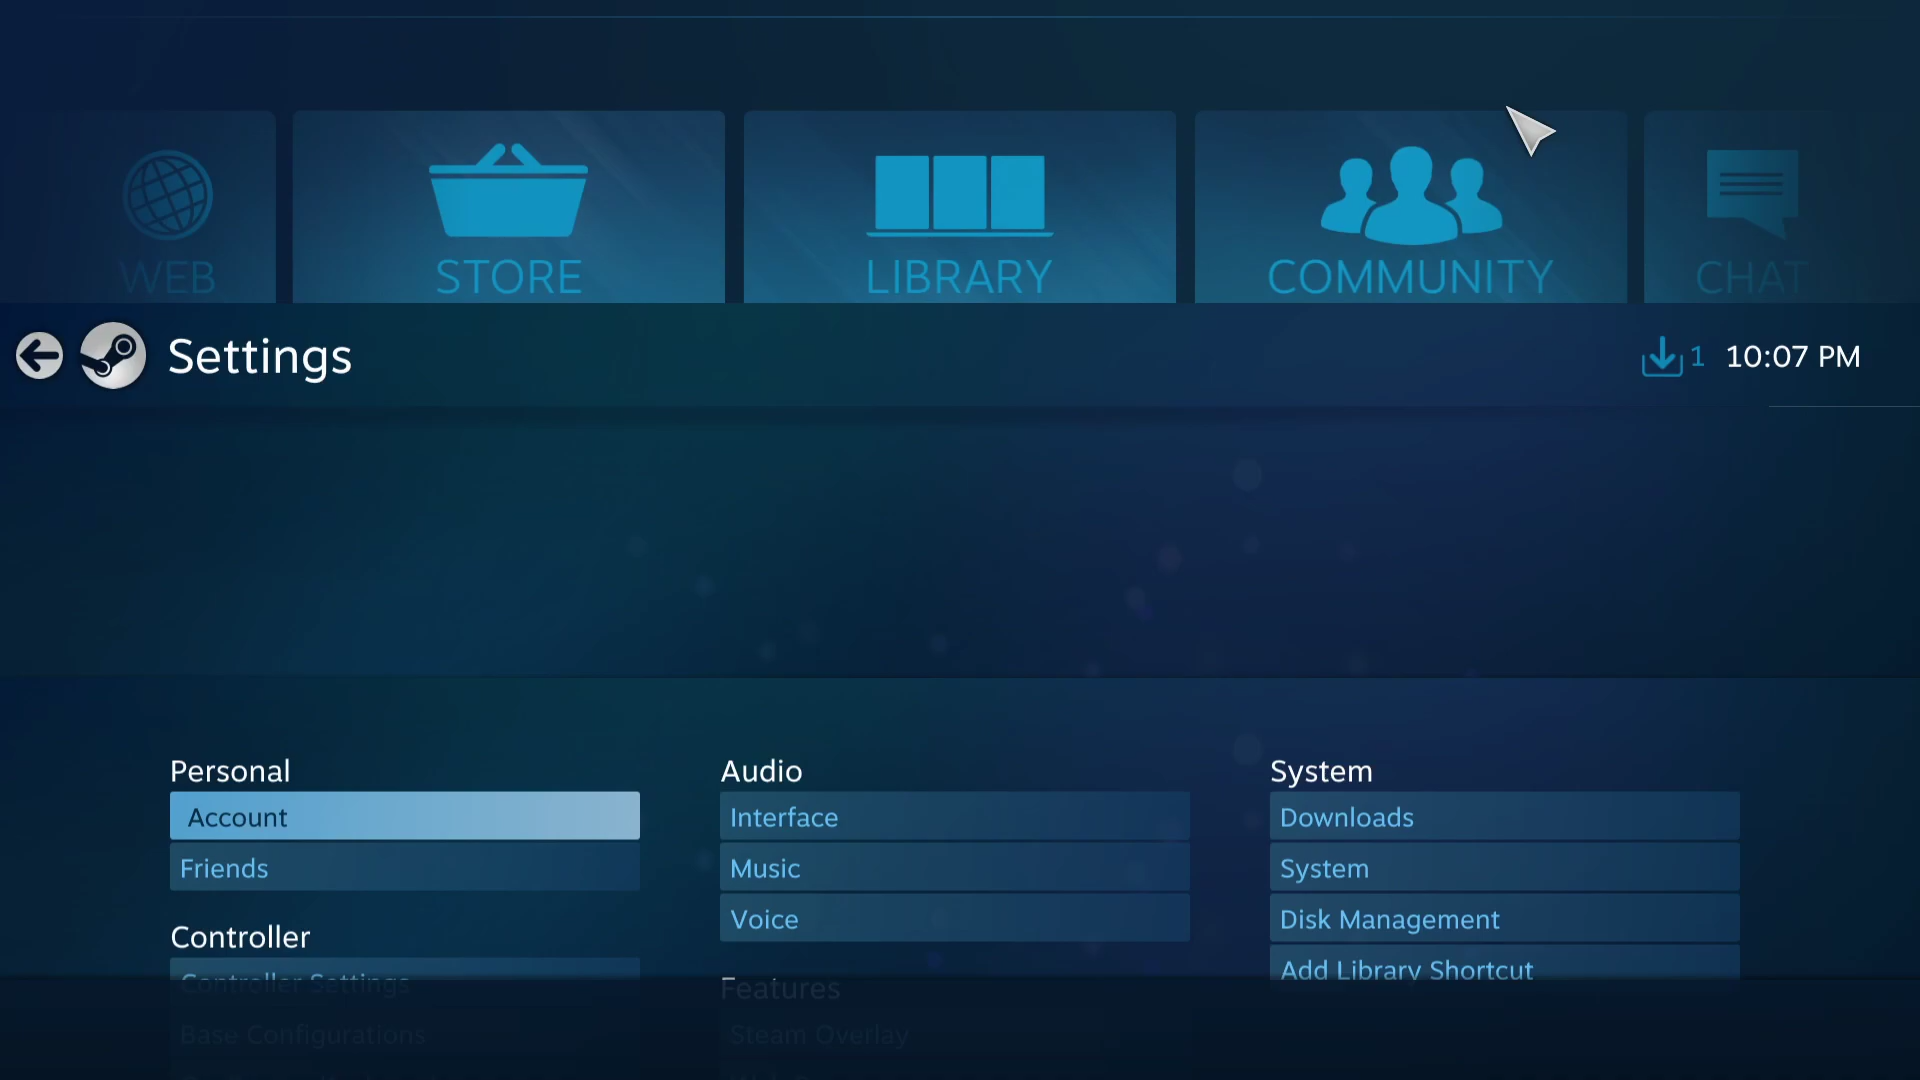 WEB
STORE
LIBRARY
COMMUNITY
CHAT
Settings
1
10:07 PM
Personal
Account
Friends
Controller
Controller Settings
Base Configurations
Audio
Interface
Music
Voice
Features
Steam Overlay
System
Downloads
System
Disk Management
Add Library Shortcut